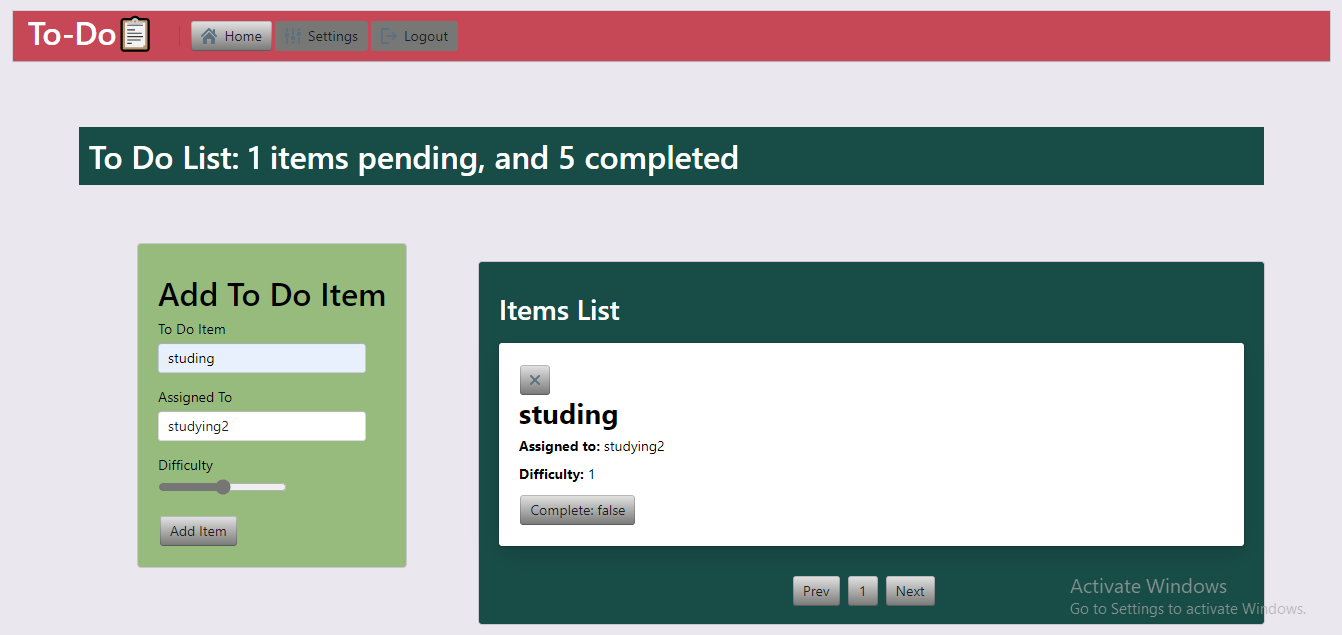 To-Do
Home
Settings
Logout
To Do List: 1 items pending, and 5 completed
Add To Do Item
To Do Item
studing
Assigned To
studying2
Difficulty
Add Item
Items List
studing
Assigned to: studying2
Difficulty: 1
Complete: false
Prev
1
Next
Activate Windows
Go to Settings to activate Windows.